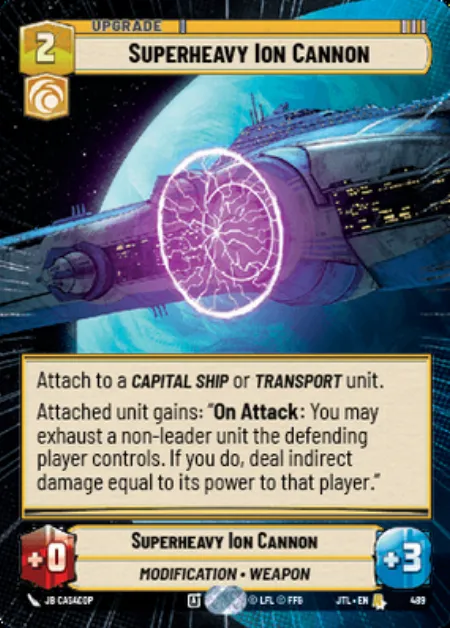 UPGRADE
2
SUPERHEAVY ION CANNON
Attach to a CAPITAL SHIP or TRANSPORT unit.
Attached unit gains: "On Attack: You may
exhaust a non-leader unit the defending
player controls. If you do, deal indirect
damage equal to its power to that player."
+0
SUPERHEAVY ION CANNON
MODIFICATION • WEAPON
+3
JB CASACOP
A
© LFL © FFG
JTL • EN
489